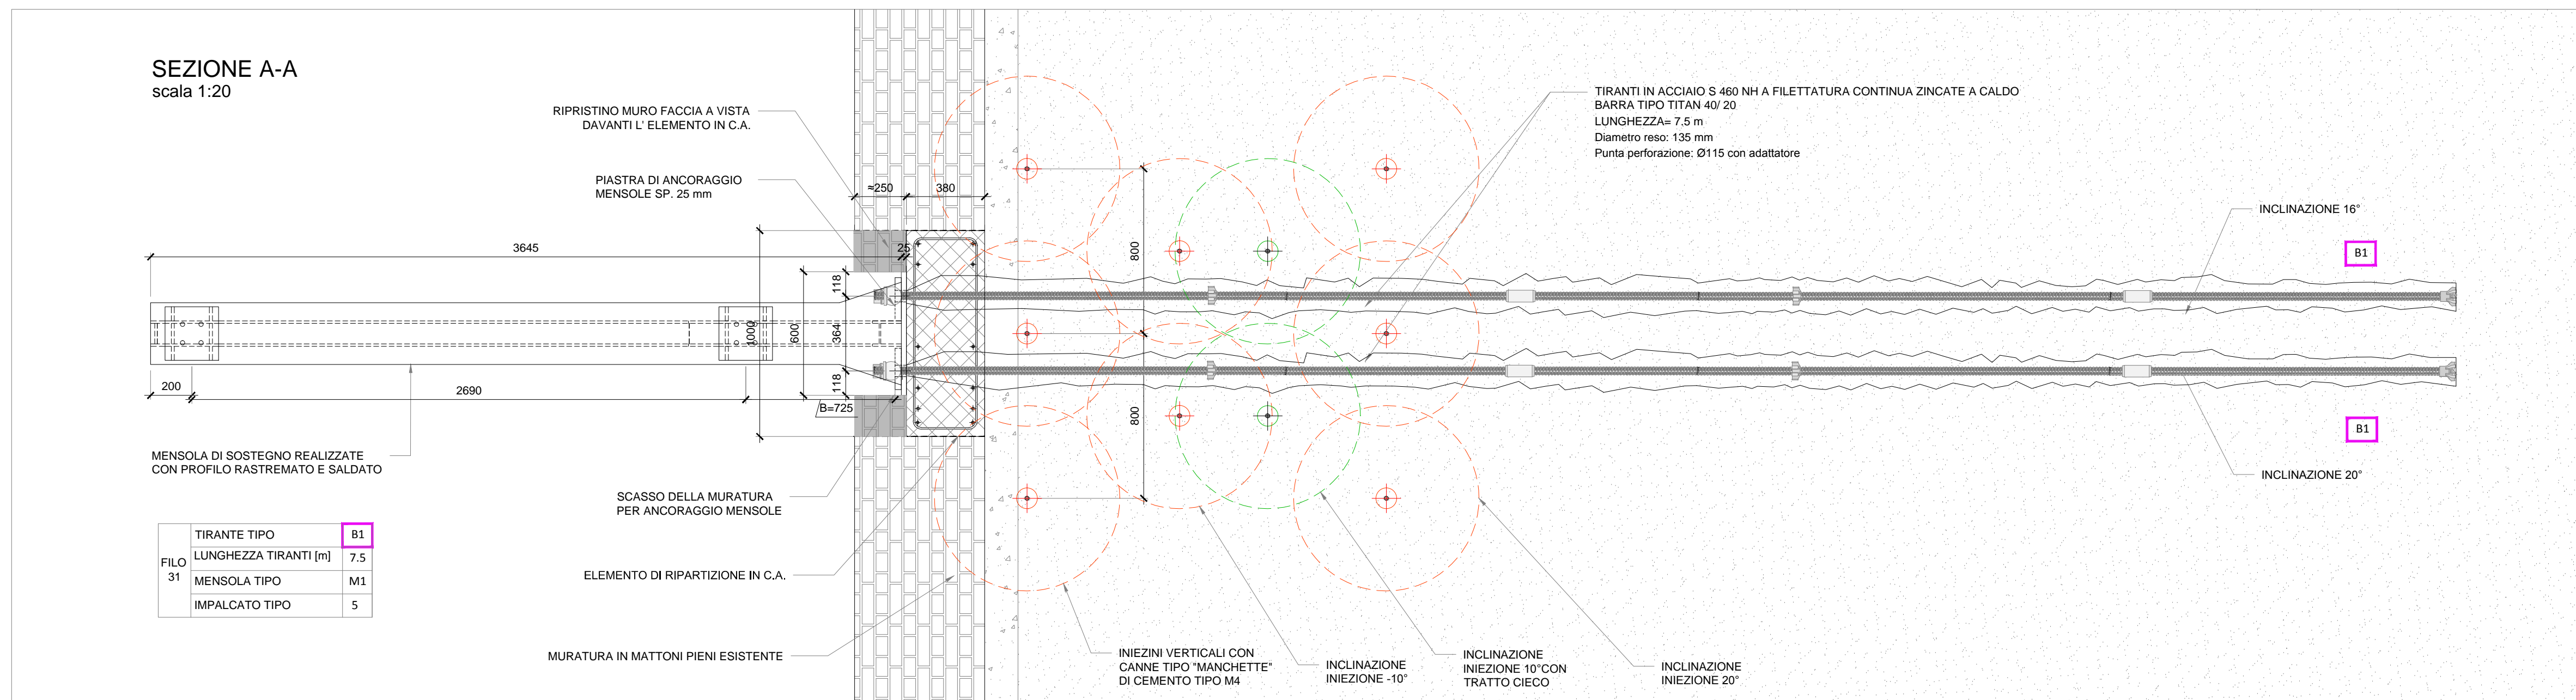 SEZIONE A-A
scala 1:20
RIPRISTINO MURO FACCIA A VISTA
DAVANTI L' ELEMENTO IN C.A.
PIASTRA DI ANCORAGGIO
MENSOLE SP. 25 mm
≈250
380
3645
25
118
1000
600
364
118
200
2690
B=725
800
800
TIRANTI IN ACCIAIO S 460 NH A FILETTATURA CONTINUA ZINCATE A CALDO
BARRA TIPO TITAN 40/ 20
LUNGHEZZA= 7.5 m
Diametro reso: 135 mm
Punta perforazione: Ø115 con adattatore
INCLINAZIONE 16°
B1
B1
INCLINAZIONE 20°
MENSOLA DI SOSTEGNO REALIZZATE
CON PROFILO RASTREMATO E SALDATO
SCASSO DELLA MURATURA
PER ANCORAGGIO MENSOLE
ELEMENTO DI RIPARTIZIONE IN C.A.
MURATURA IN MATTONI PIENI ESISTENTE
FILO
31
TIRANTE TIPO B1
LUNGHEZZA TIRANTI [m] 7.5
MENSOLA TIPO M1
IMPALCATO TIPO 5
INIEZINI VERTICALI CON
CANNE TIPO "MANCHETTE"
DI CEMENTO TIPO M4
INCLINAZIONE
INIEZIONE -10°
INCLINAZIONE
INIEZIONE 10°CON
TRATTO CIECO
INCLINAZIONE
INIEZIONE 20°